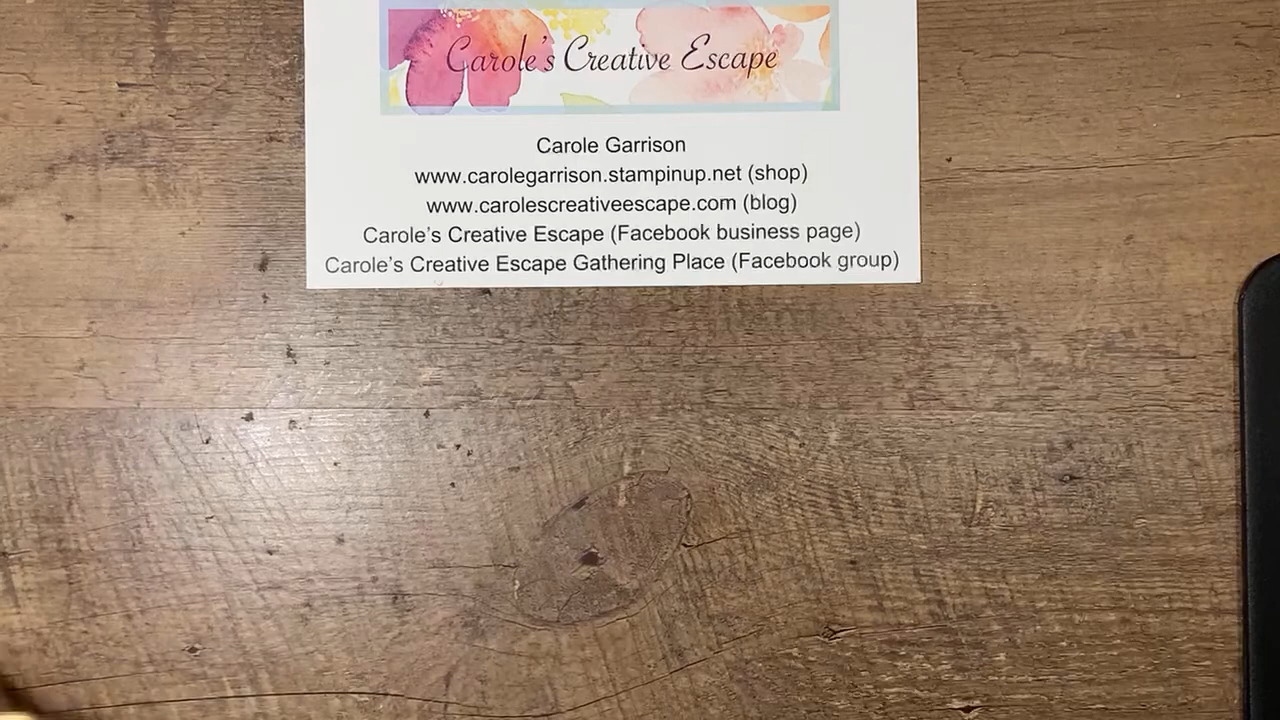 Carole's Creative Escape
Carole Garrison
www.carolegarrison.stampinup.net (shop)
www.carolescreativeescape.com (blog)
Carole's Creative Escape (Facebook business page)
Carole's Creative Escape Gathering Place (Facebook group)